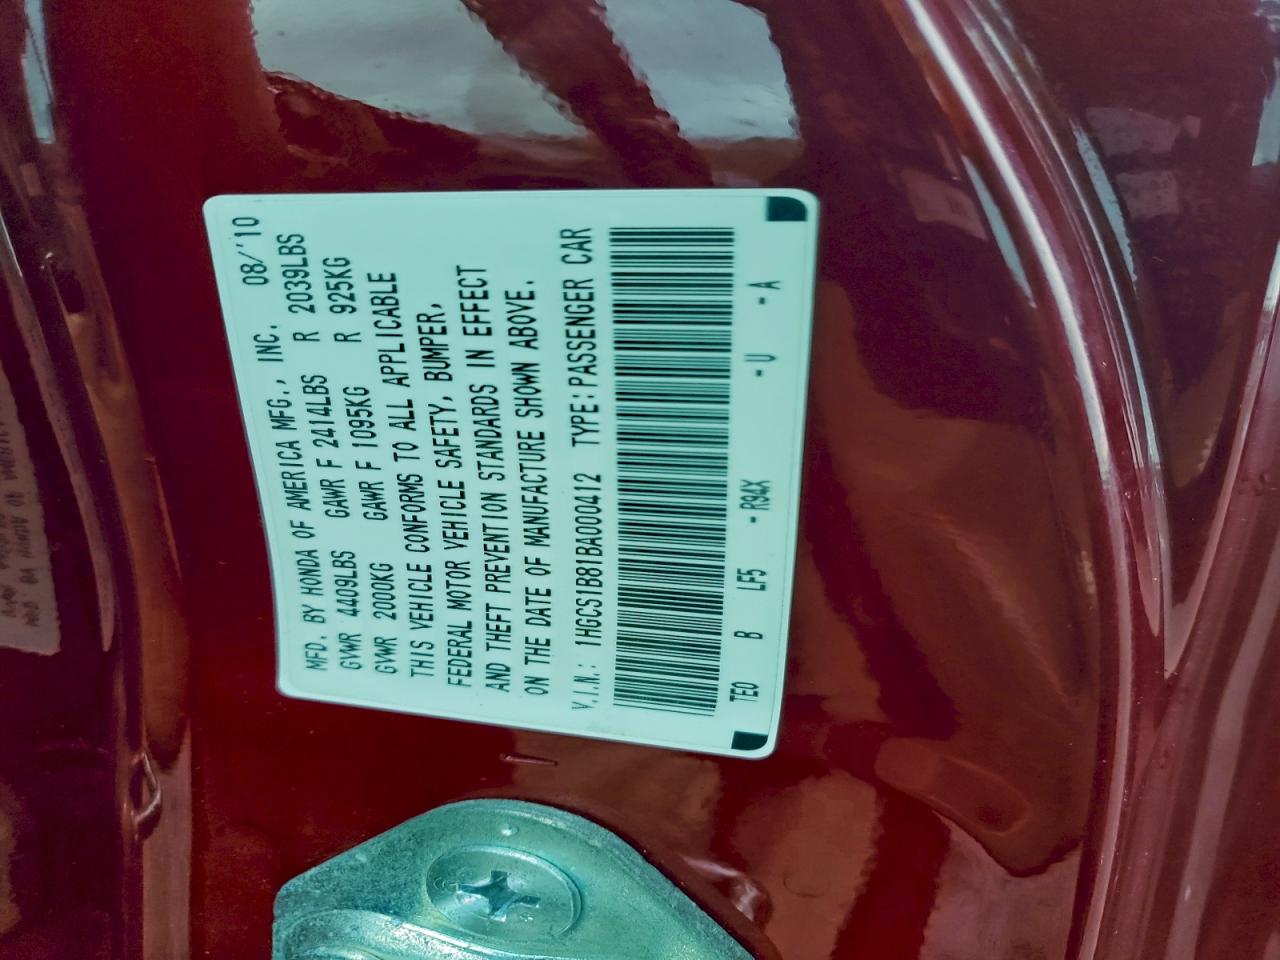 MFD. BY HONDA OF AMERICA MFG., INC. 08/'10
GVWR 4409LBS GAWR F 2414LBS R 2039LBS
GVWR 2000KG GAWR F 1095KG R 925KG
THIS VEHICLE CONFORMS TO ALL APPLICABLE
FEDERAL MOTOR VEHICLE SAFETY, BUMPER,
AND THEFT PREVENTION STANDARDS IN EFFECT
ON THE DATE OF MANUFACTURE SHOWN ABOVE.
V.I.N.: 1HGCS1B81BA000412 TYPE:PASSENGER CAR
TE0 B LF5 - R94X - U - A